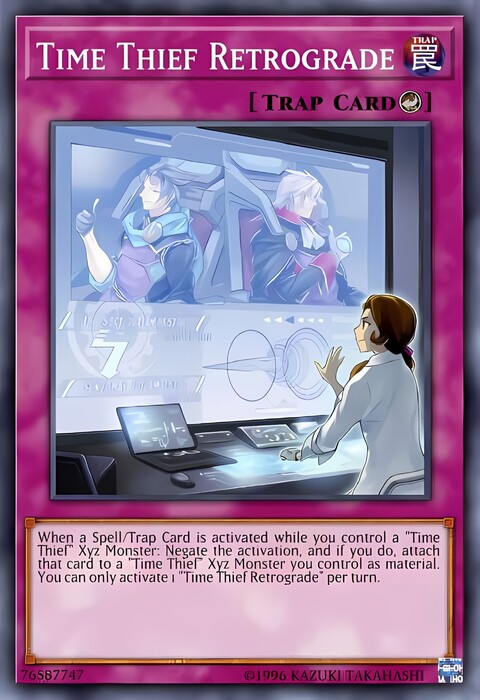 TIME THIEF RETROGRADE
TRAP
罠
[TRAP CARD]
When a Spell/Trap Card is activated while you control a "Time
Thief" Xyz Monster: Negate the activation, and if you do, attach
that card to a "Time Thief" Xyz Monster you control as material.
You can only activate 1 "Time Thief Retrograde" per turn.
76587747
©1996 KAZUKI TAKAHASHI